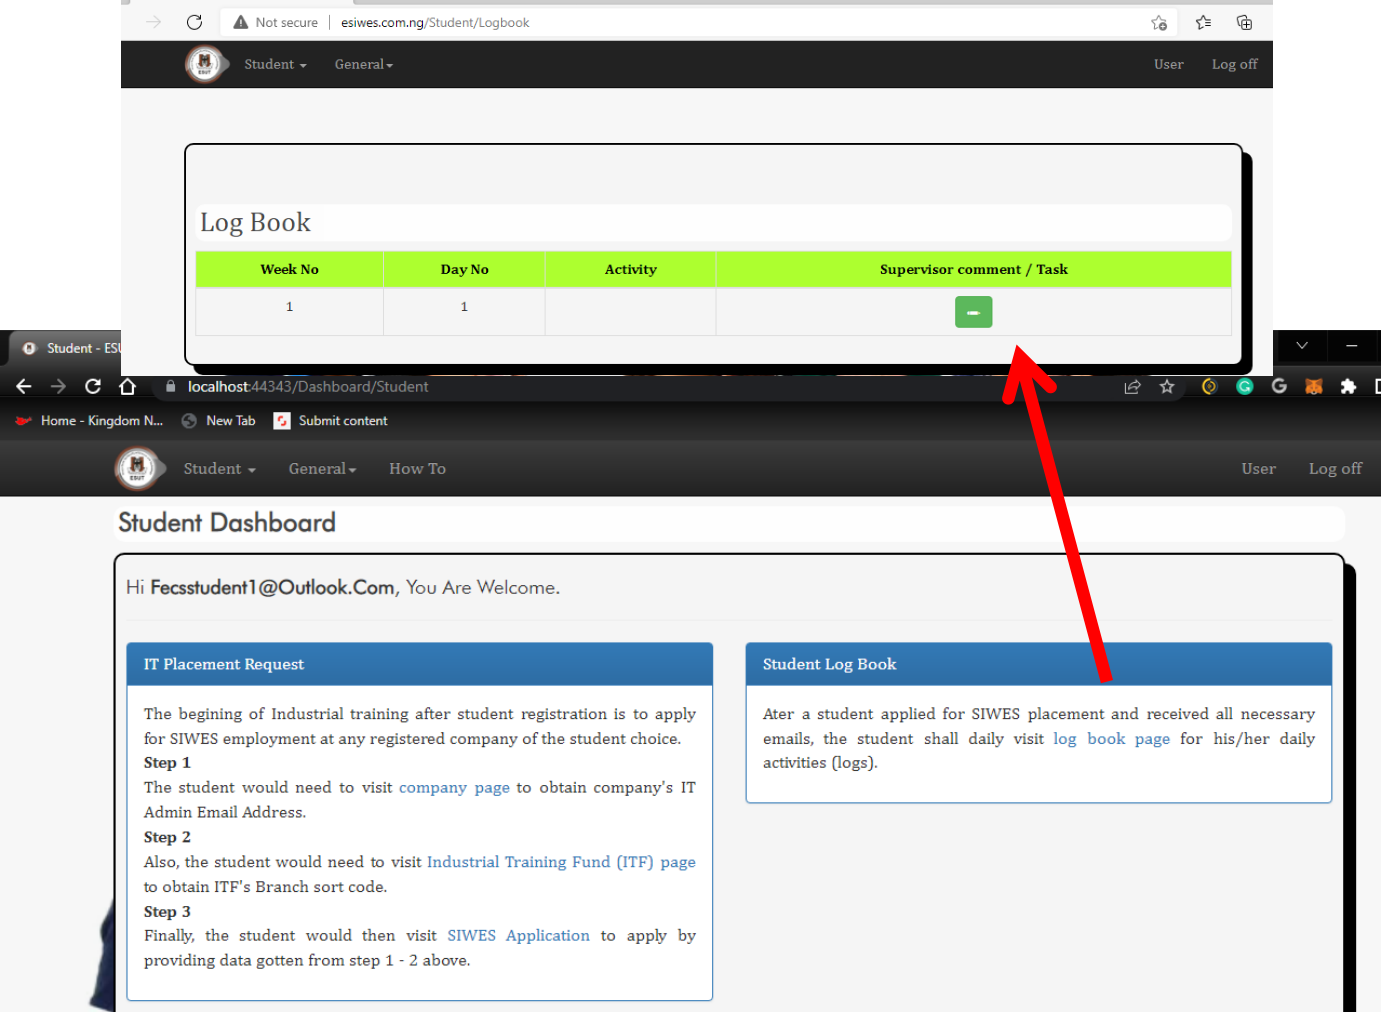 Not secure | esiwes.com.ng/Student/Logbook
Student General User Log off
Log Book
Week No Day No Activity Supervisor comment / Task
1 1
Student - ESU
localhost:44343/Dashboard/Student
Home - Kingdom N... New Tab Submit content
ESUT Student General How To User Log off
Student Dashboard
Hi Fecsstudent1@Outlook.Com, You Are Welcome.
IT Placement Request
The begining of Industrial training after student registration is to apply
for SIWES employment at any registered company of the student choice.
Step 1
The student would need to visit company page to obtain company's IT
Admin Email Address.
Step 2
Also, the student would need to visit Industrial Training Fund (ITF) page
to obtain ITF's Branch sort code.
Step 3
Finally, the student would then visit SIWES Application to apply by
providing data gotten from step 1 - 2 above.
Student Log Book
Ater a student applied for SIWES placement and received all necessary
emails, the student shall daily visit log book page for his/her daily
activities (logs).